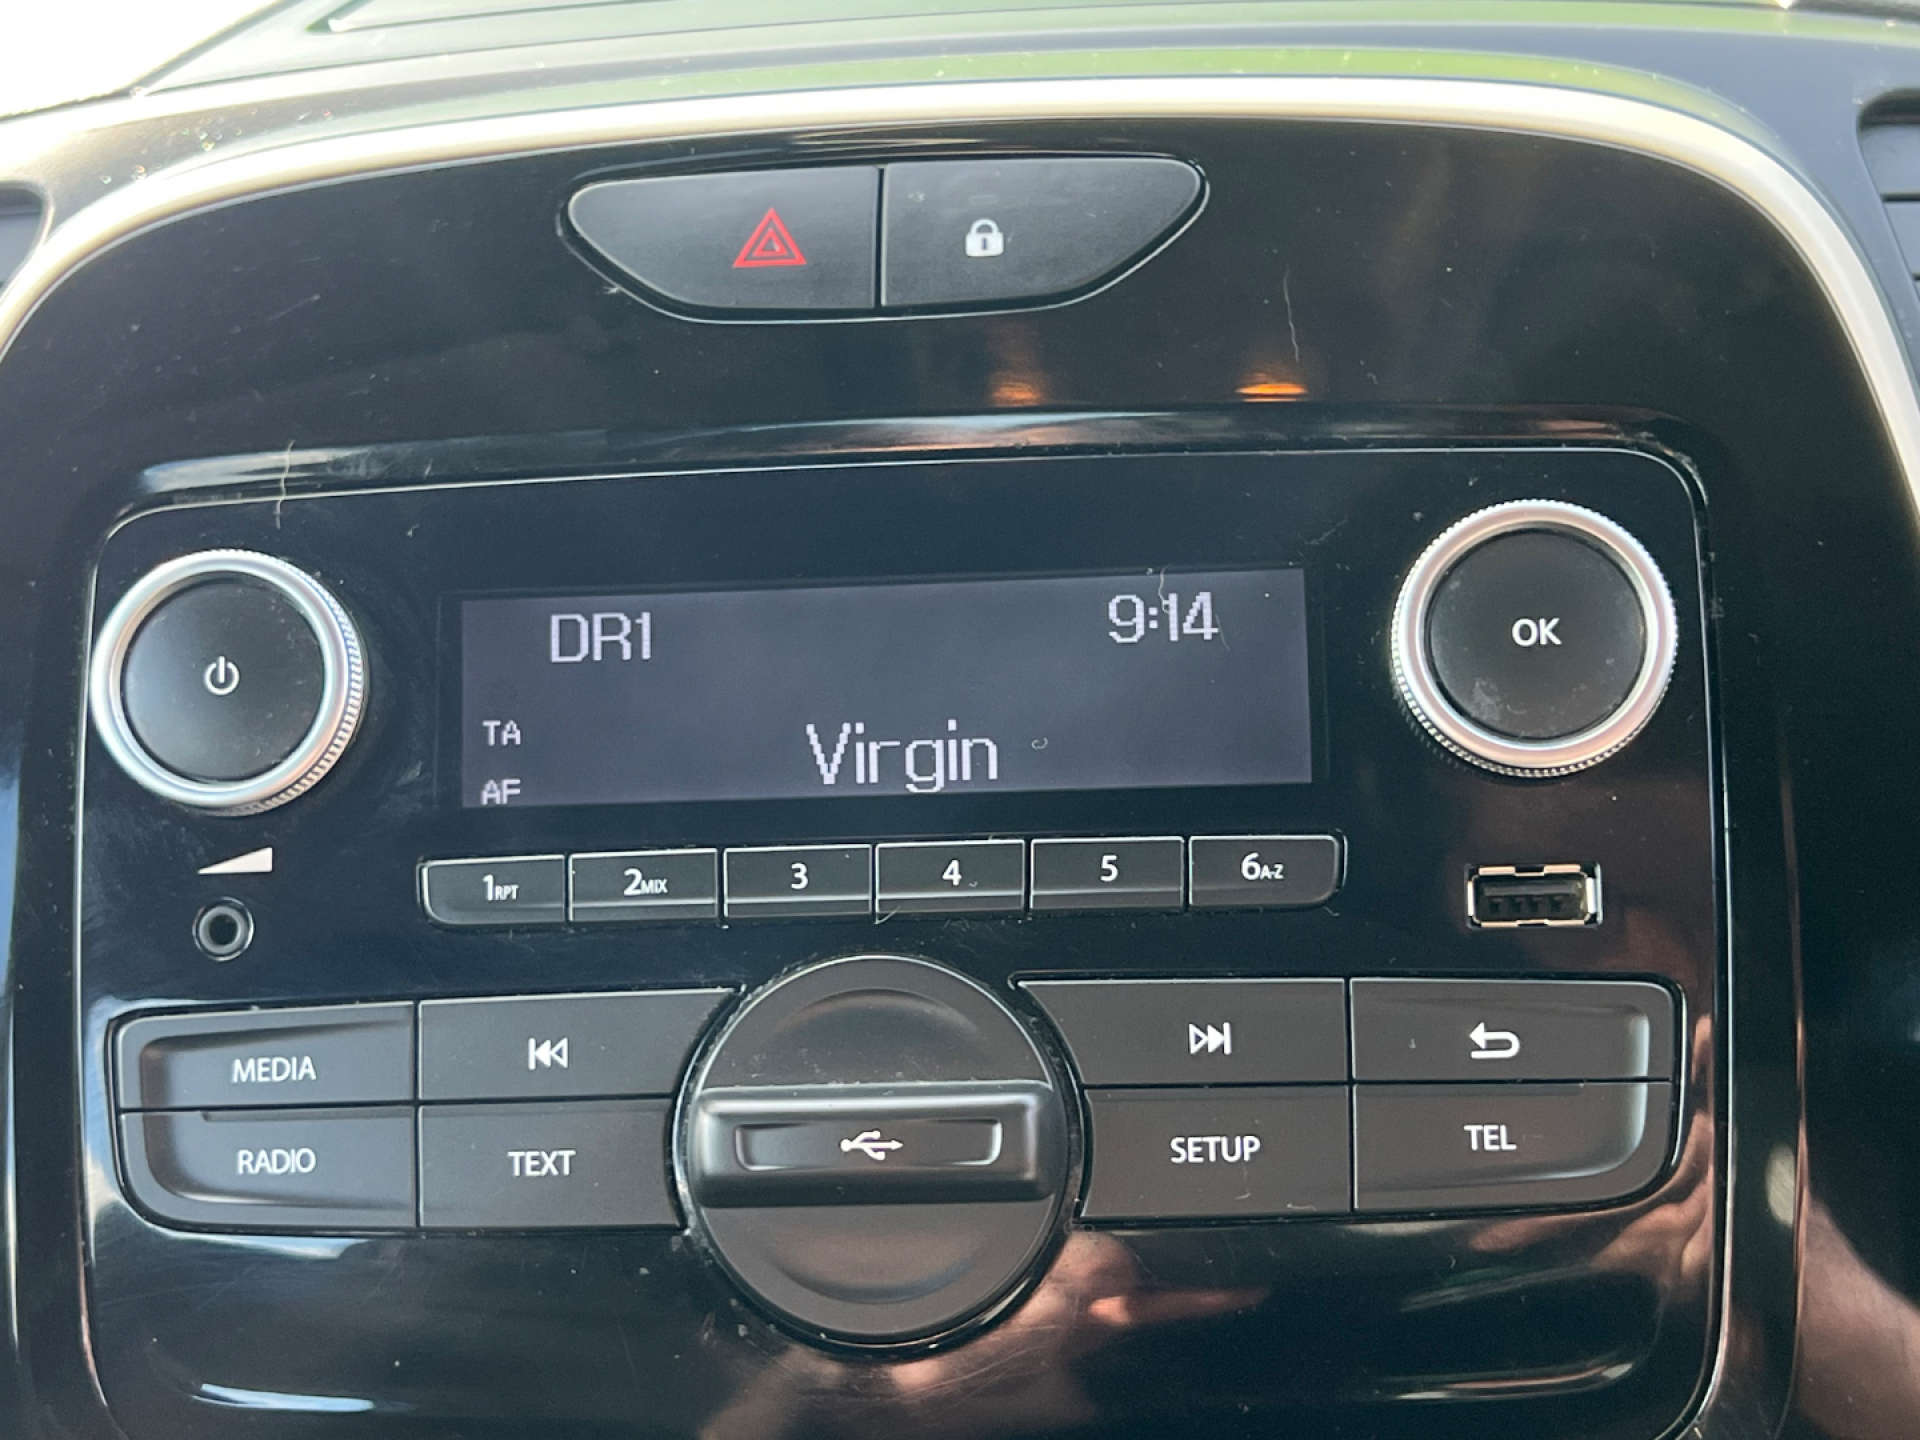 DR1 9:14
TA
Virgin
AF
1RPT 2MIX 3 4 5 6A-Z
OK
MEDIA
RADIO TEXT
SETUP TEL